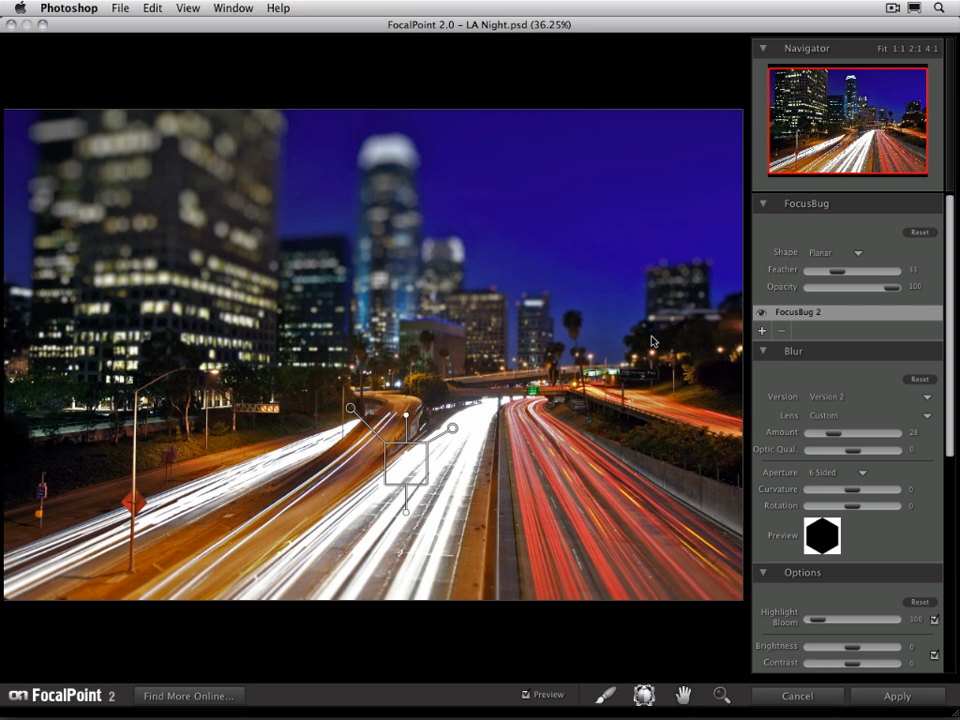 Photoshop File Edit View Window Help
FocalPoint 2.0 - LA Night.psd (36.25%)
Navigator Fit 1:1 2:1 4:1
FocusBug
Reset
Shape Planar
Feather 33
Opacity 100
FocusBug 2
+ −
Blur
Reset
Version Version 2
Lens Custom
Amount 28
Optic Qual. 0
Aperture 6 Sided
Curvature 0
Rotation 0
Preview
Options
Reset
Highlight
Bloom 100
Brightness 0
Contrast 0
on FocalPoint 2 Find More Online... Preview Cancel Apply